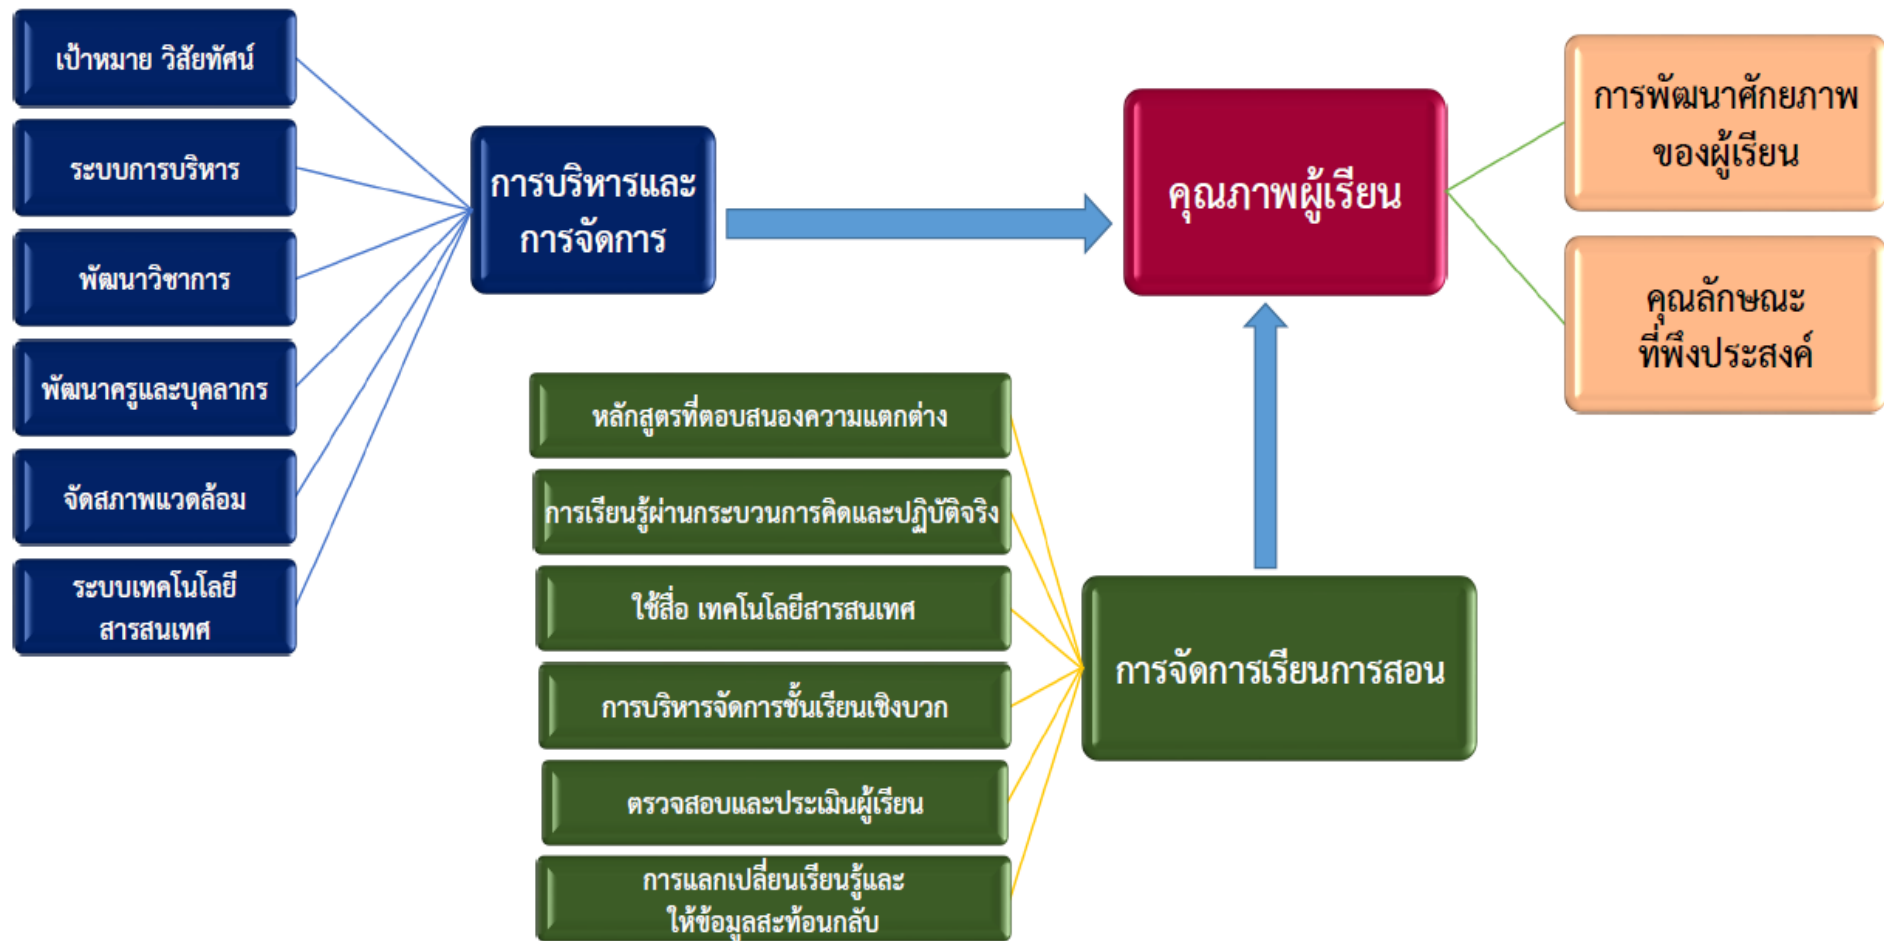 เป้าหมาย วิสัยทัศน์
ระบบการบริหาร
พัฒนาวิชาการ
พัฒนาครูและบุคลากร
จัดสภาพแวดล้อม
ระบบเทคโนโลยี
สารสนเทศ
การบริหารและ
การจัดการ
คุณภาพผู้เรียน
การพัฒนาศักยภาพ
ของผู้เรียน
คุณลักษณะ
ที่พึงประสงค์
หลักสูตรที่ตอบสนองความแตกต่าง
การเรียนรู้ผ่านกระบวนการคิดและปฏิบัติจริง
ใช้สื่อ เทคโนโลยีสารสนเทศ
การบริหารจัดการชั้นเรียนเชิงบวก
ตรวจสอบและประเมินผู้เรียน
การแลกเปลี่ยนเรียนรู้และ
ให้ข้อมูลสะท้อนกลับ
การจัดการเรียนการสอน